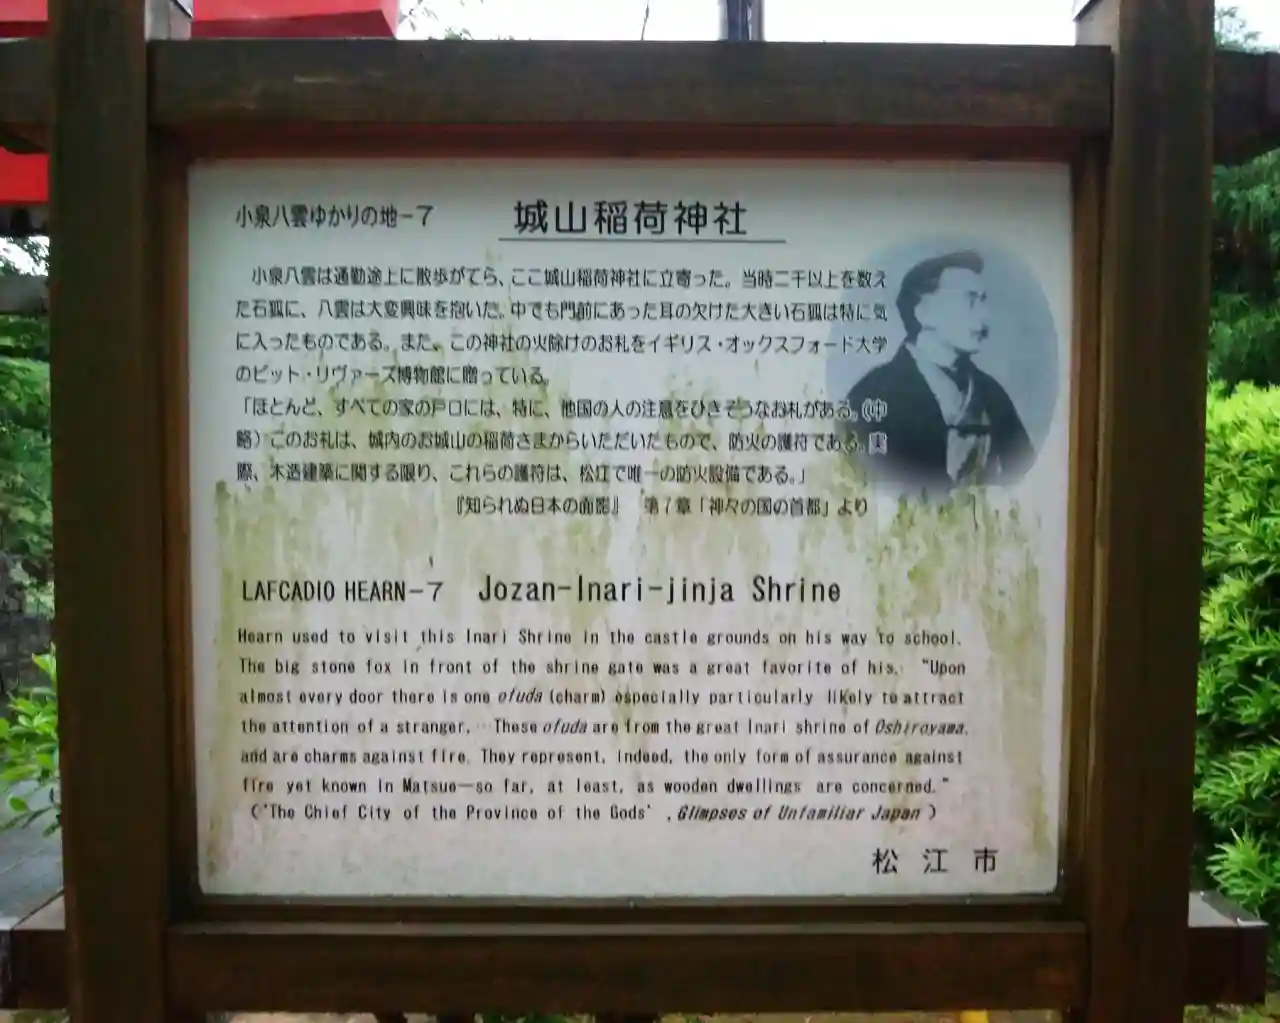 小泉八雲ゆかりの地−7　城山稲荷神社
小泉八雲は通勤途上に散歩がてら、ここ城山稲荷神社に立寄った。当時二千以上を数え
た石狐に、八雲は大変興味を抱いた。中でも門前にあった耳の欠けた大きい石狐は特に気
に入ったものである。また、この神社の火除けのお札をイギリス・オックスフォード大学
のピット・リヴァーズ博物館に贈っている。
「ほとんど、すべての家の戸口には、特に、他国の人の注意をひきそうなお札がある。(中
略) このお札は、城内のお城山の稲荷さまからいただいたもので、防火の護符である。実
際、木造建築に関する限り、これらの護符は、松江で唯一の防火設備である。」
『知られぬ日本の面影』　第7章「神々の国の首都」より
LAFCADIO HEARN−7 Jozan-Inari-jinja Shrine
Hearn used to visit this Inari Shrine in the castle grounds on his way to school.
The big stone fox in front of the shrine gate was a great favorite of his. "Upon
almost every door there is one ofuda (charm) especially particularly likely to attract
the attention of a stranger, …These ofuda are from the great Inari shrine of Oshiroyama,
and are charms against fire. They represent, indeed, the only form of assurance against
fire yet known in Matsue—so far, at least, as wooden dwellings are concerned."
('The Chief City of the Province of the Gods' , Glimpses of Unfamiliar Japan )
松江市